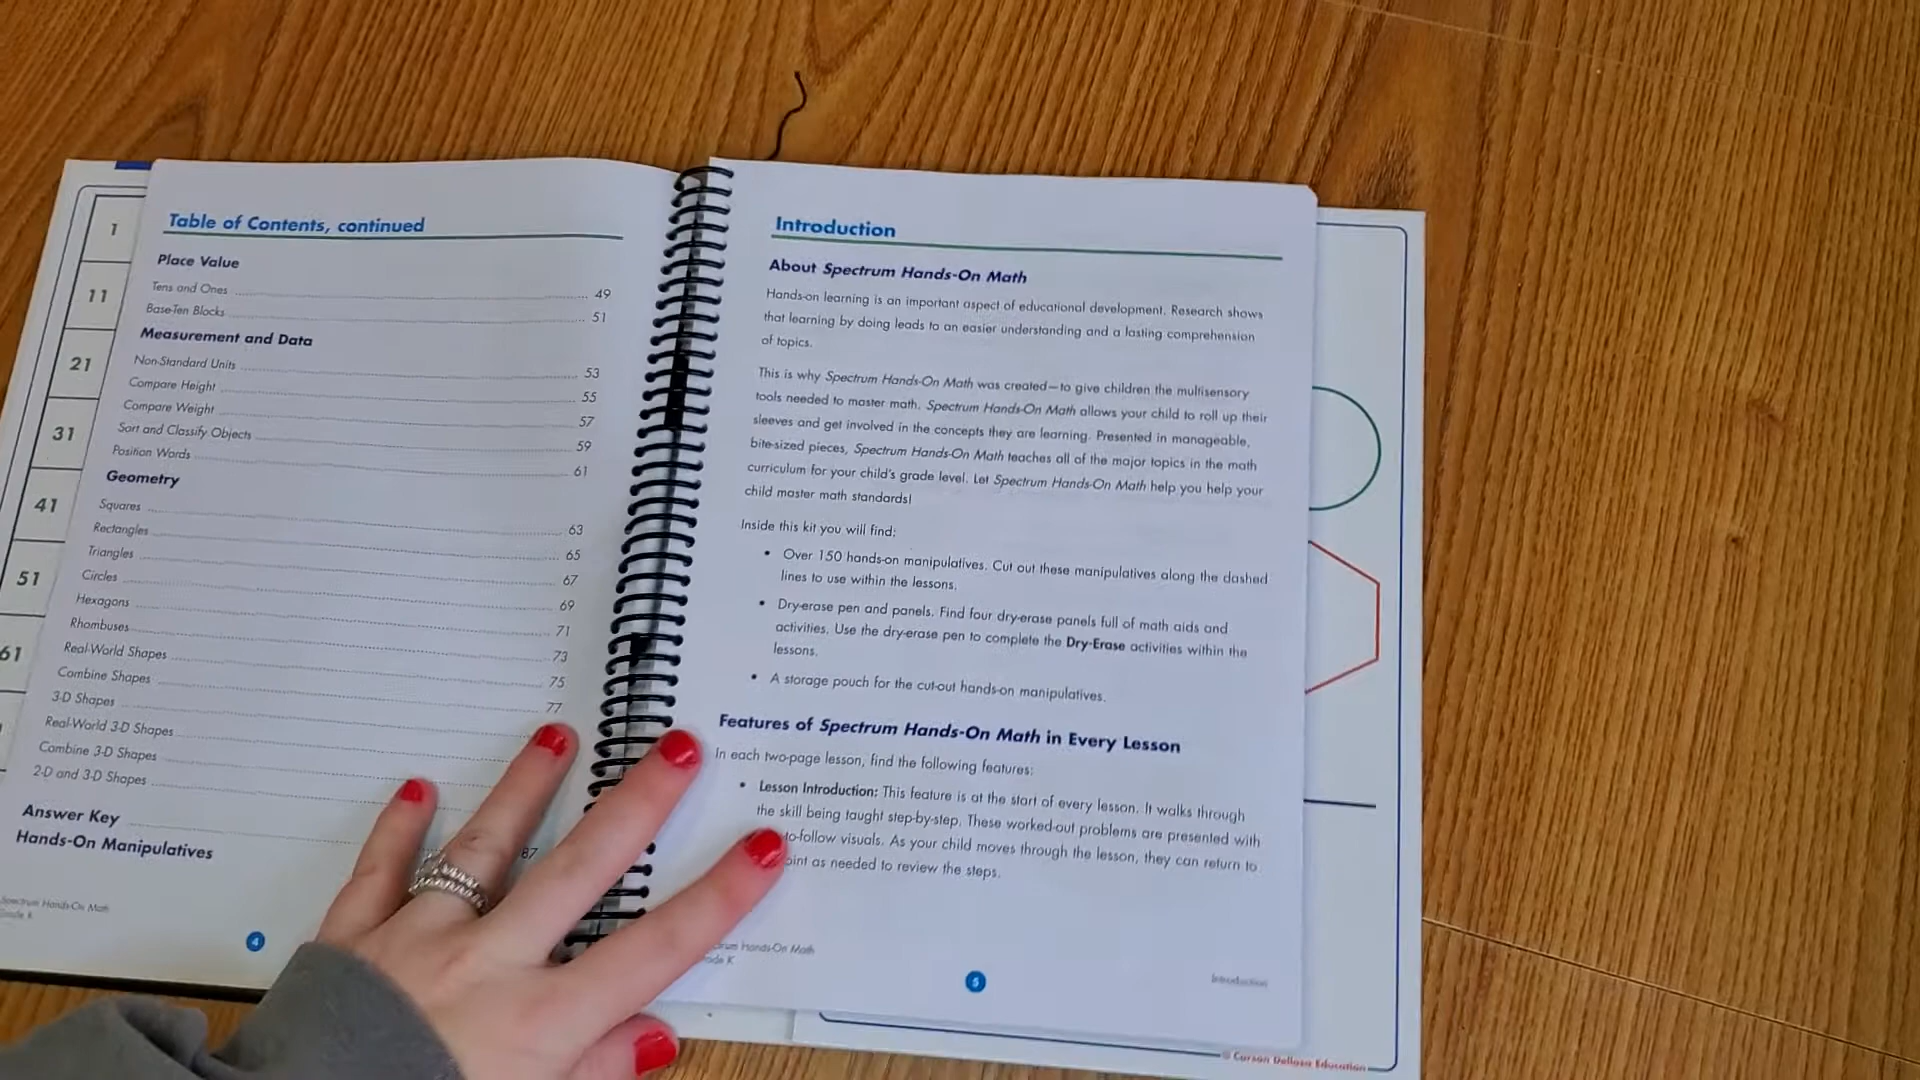 1
11
21
31
41
51
61
Table of Contents, continued
Place Value
Tens and Ones 49
Base-Ten Blocks 51
Measurement and Data
Non-Standard Units 53
Compare Height 55
Compare Weight 57
Sort and Classify Objects 59
Position Words 61
Geometry
Squares 63
Rectangles 65
Triangles 67
Circles 69
Hexagons 71
Rhombuses 73
Real-World Shapes 75
Combine Shapes 77
3-D Shapes
Real-World 3-D Shapes
Combine 3-D Shapes
2-D and 3-D Shapes
Answer Key 87
Hands-On Manipulatives
Spectrum Hands-On Math
Grade K
4
Introduction
About Spectrum Hands-On Math
Hands-on learning is an important aspect of educational development. Research shows
that learning by doing leads to an easier understanding and a lasting comprehension
of topics.
This is why Spectrum Hands-On Math was created—to give children the multisensory
tools needed to master math. Spectrum Hands-On Math allows your child to roll up their
sleeves and get involved in the concepts they are learning. Presented in manageable,
bite-sized pieces, Spectrum Hands-On Math teaches all of the major topics in the math
curriculum for your child's grade level. Let Spectrum Hands-On Math help you help your
child master math standards!
Inside this kit you will find:
• Over 150 hands-on manipulatives. Cut out these manipulatives along the dashed
lines to use within the lessons.
• Dry-erase pen and panels. Find four dry-erase panels full of math aids and
activities. Use the dry-erase pen to complete the Dry-Erase activities within the
lessons.
• A storage pouch for the cut-out hands-on manipulatives.
Features of Spectrum Hands-On Math in Every Lesson
In each two-page lesson, find the following features:
• Lesson Introduction: This feature is at the start of every lesson. It walks through
the skill being taught step-by-step. These worked-out problems are presented with
to-follow visuals. As your child moves through the lesson, they can return to
as needed to review the steps.
Hands-On Math
K
5
Introduction
© Carson Dellosa Education